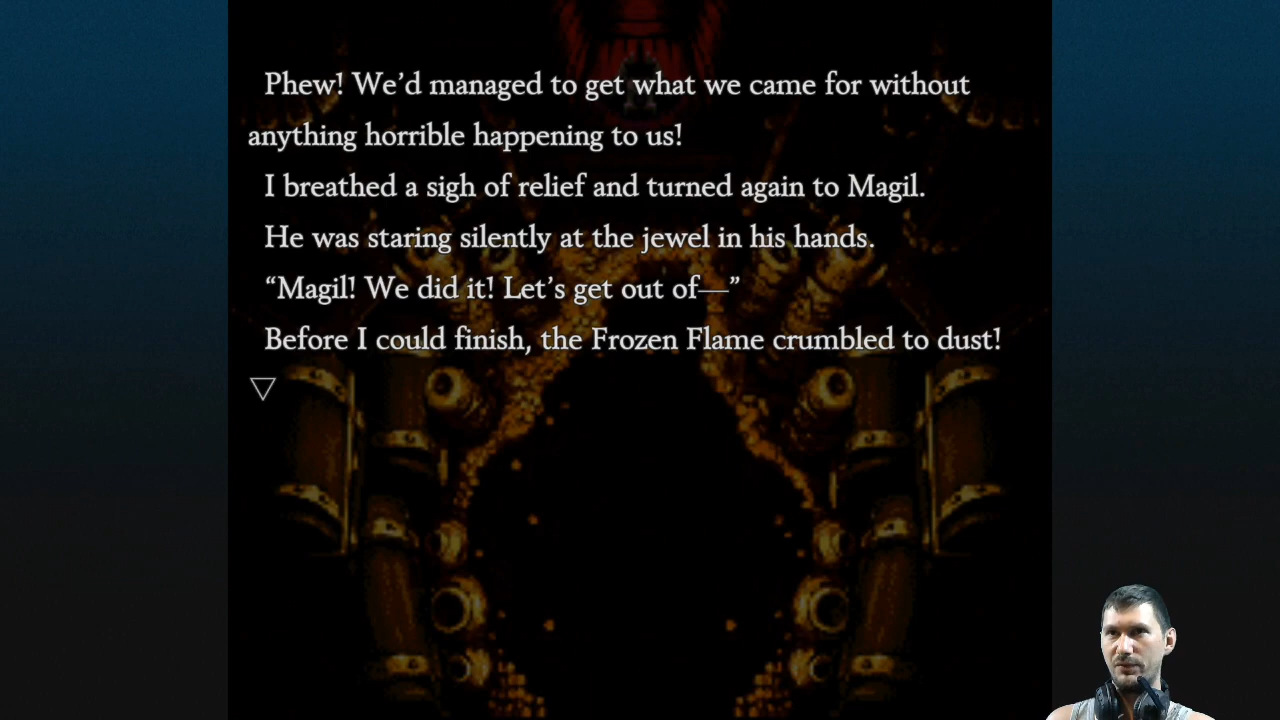 Phew! We’d managed to get what we came for without
anything horrible happening to us!
I breathed a sigh of relief and turned again to Magil.
He was staring silently at the jewel in his hands.
“Magil! We did it! Let’s get out of—”
Before I could finish, the Frozen Flame crumbled to dust!